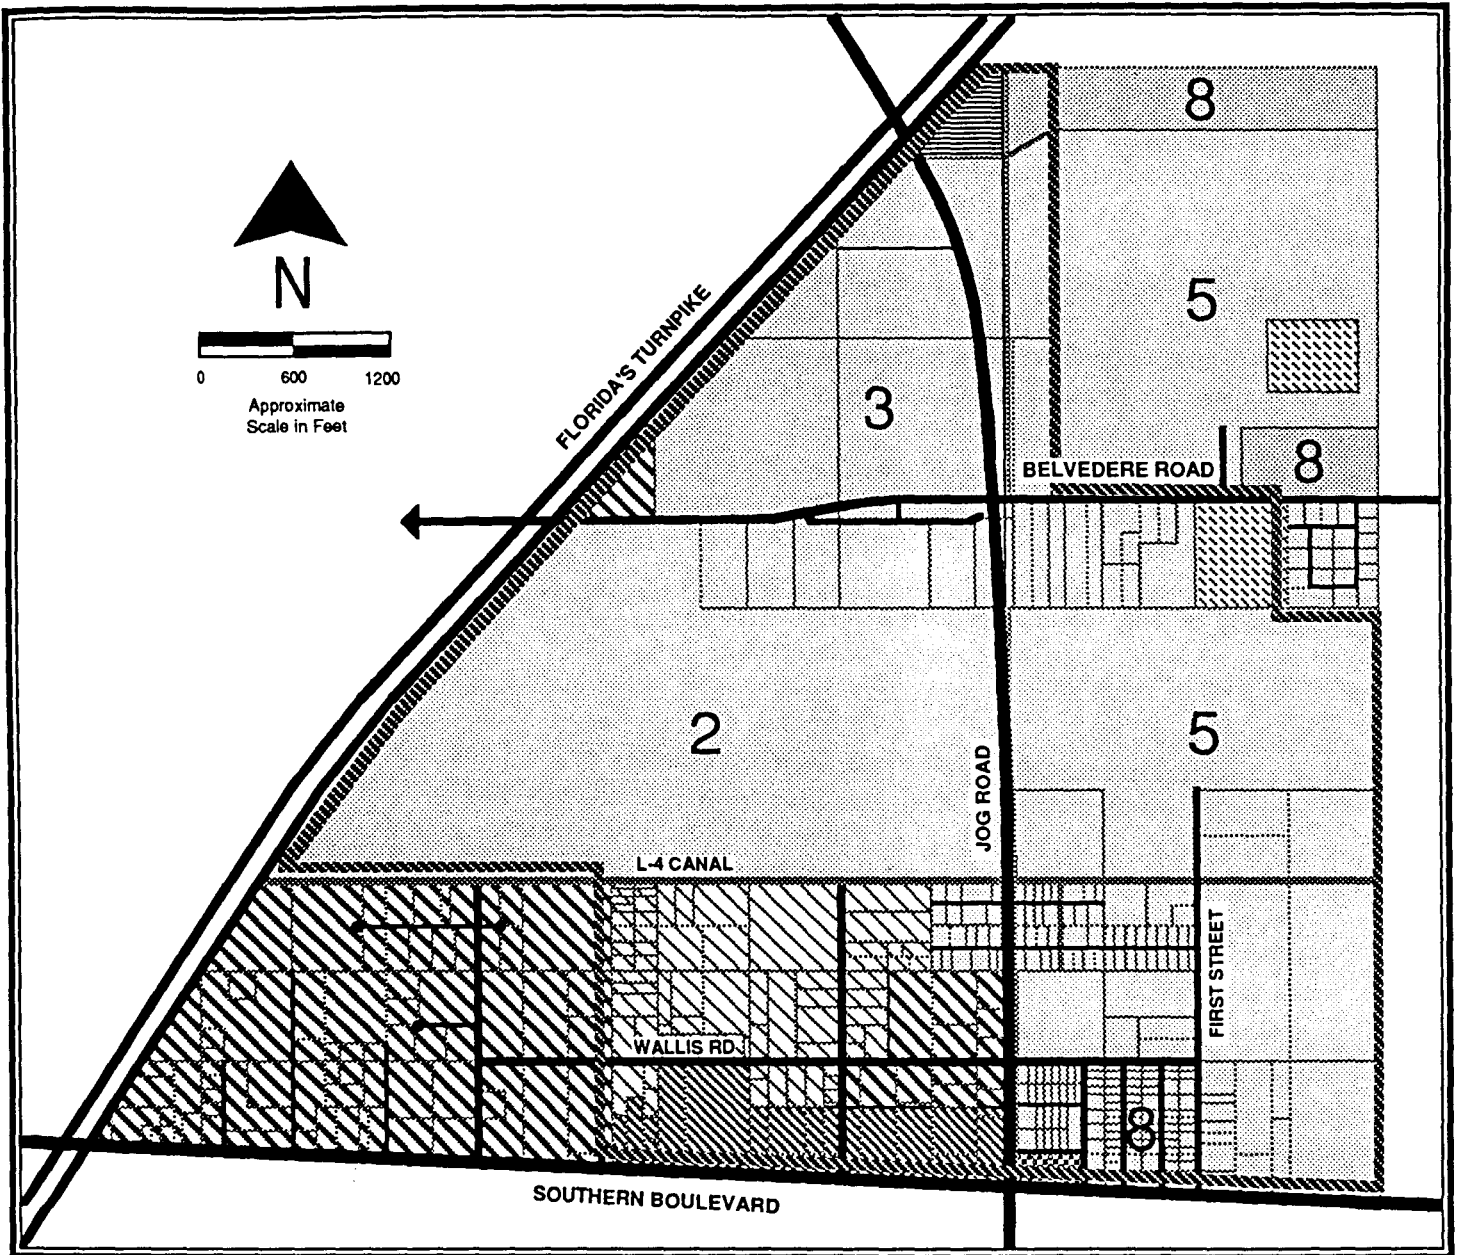 8
N
5
FLORIDA'S TURNPIKE
0 600 1200
Approximate
Scale in Feet
3
BELVEDERE ROAD
8
2
5
JOG ROAD
L-4 CANAL
FIRST STREET
WALLIS RD
8
SOUTHERN BOULEVARD